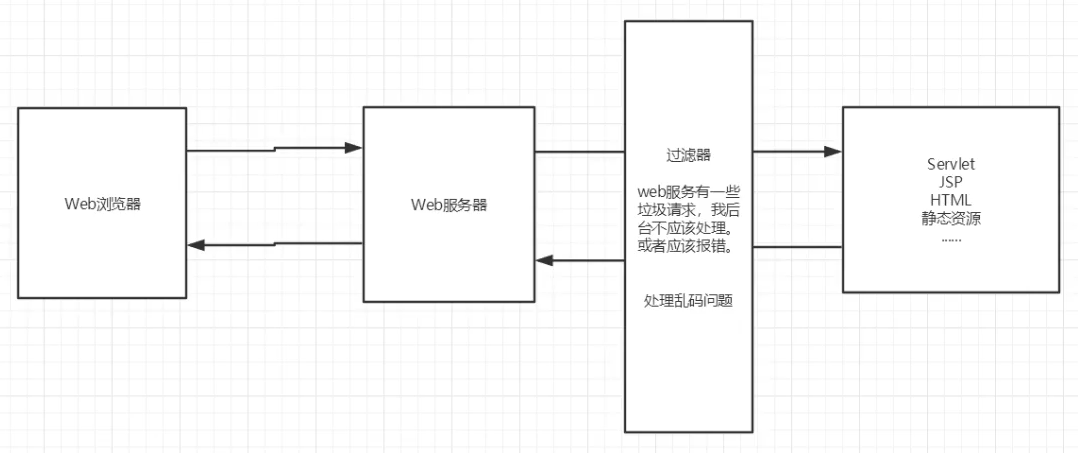 Web浏览器
Web服务器
过滤器
web服务有一些
垃圾请求，我后
台不应该处理。
或者应该报错。
处理乱码问题
Servlet
JSP
HTML
静态资源
......